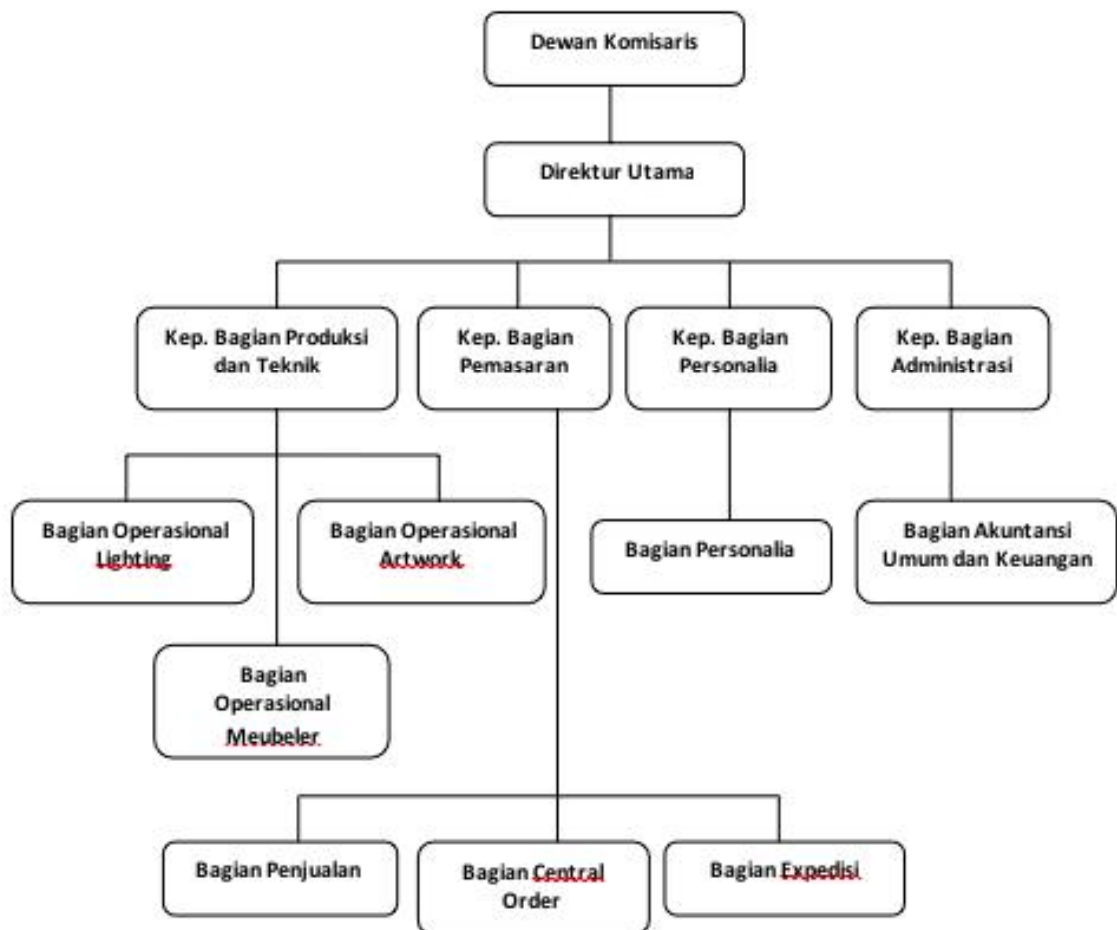 Dewan Komisaris
Direktur Utama
Kep. Bagian Produksi
dan Teknik
Kep. Bagian
Pemasaran
Kep. Bagian
Personalia
Kep. Bagian
Administrasi
Bagian Operasional
Lighting
Bagian Operasional
Artwork
Bagian Personalia
Bagian Akuntansi
Umum dan Keuangan
Bagian
Operasional
Meubeler
Bagian Penjualan
Bagian Central
Order
Bagian Expedisi